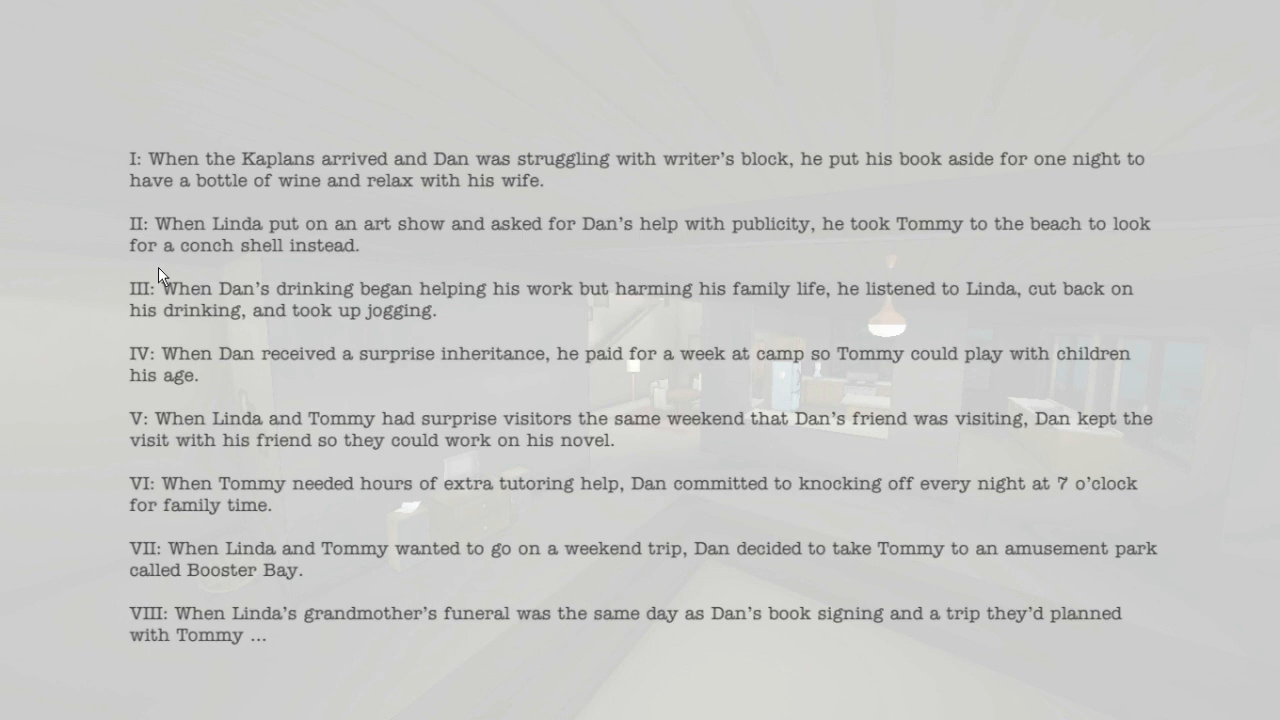 I: When the Kaplans arrived and Dan was struggling with writer's block, he put his book aside for one night to
have a bottle of wine and relax with his wife.
II: When Linda put on an art show and asked for Dan's help with publicity, he took Tommy to the beach to look
for a conch shell instead.
III: When Dan's drinking began helping his work but harming his family life, he listened to Linda, cut back on
his drinking, and took up jogging.
IV: When Dan received a surprise inheritance, he paid for a week at camp so Tommy could play with children
his age.
V: When Linda and Tommy had surprise visitors the same weekend that Dan's friend was visiting, Dan kept the
visit with his friend so they could work on his novel.
VI: When Tommy needed hours of extra tutoring help, Dan committed to knocking off every night at 7 o'clock
for family time.
VII: When Linda and Tommy wanted to go on a weekend trip, Dan decided to take Tommy to an amusement park
called Booster Bay.
VIII: When Linda's grandmother's funeral was the same day as Dan's book signing and a trip they'd planned
with Tommy ...